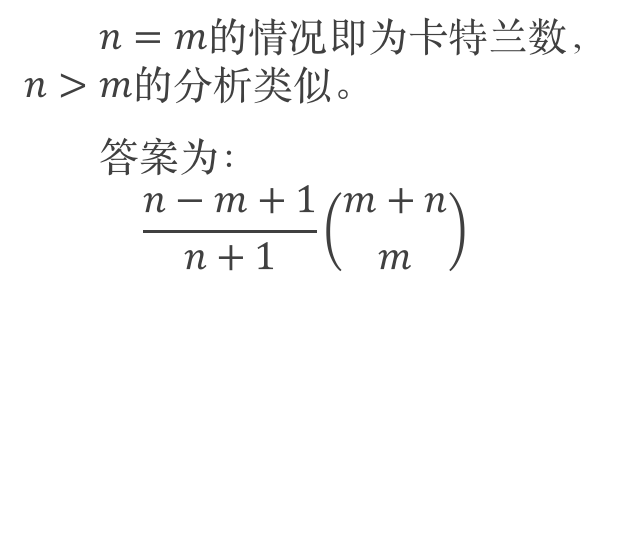 n = m的情况即为卡特兰数，
n > m的分析类似。
答案为：
n − m + 1 (m + n)
n + 1 m